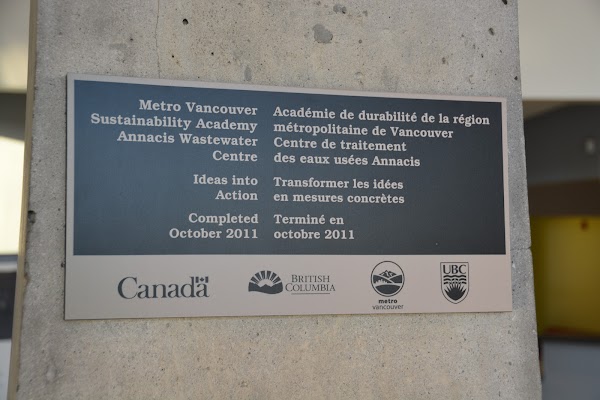 Metro Vancouver
Sustainability Academy
Annacis Wastewater
Centre
Ideas into
Action
Completed
October 2011
Académie de durabilité de la région
métropolitaine de Vancouver
Centre de traitement
des eaux usées Annacis
Transformer les idées
en mesures concrètes
Terminé en
octobre 2011
Canada
British
Columbia
metro
vancouver
UBC